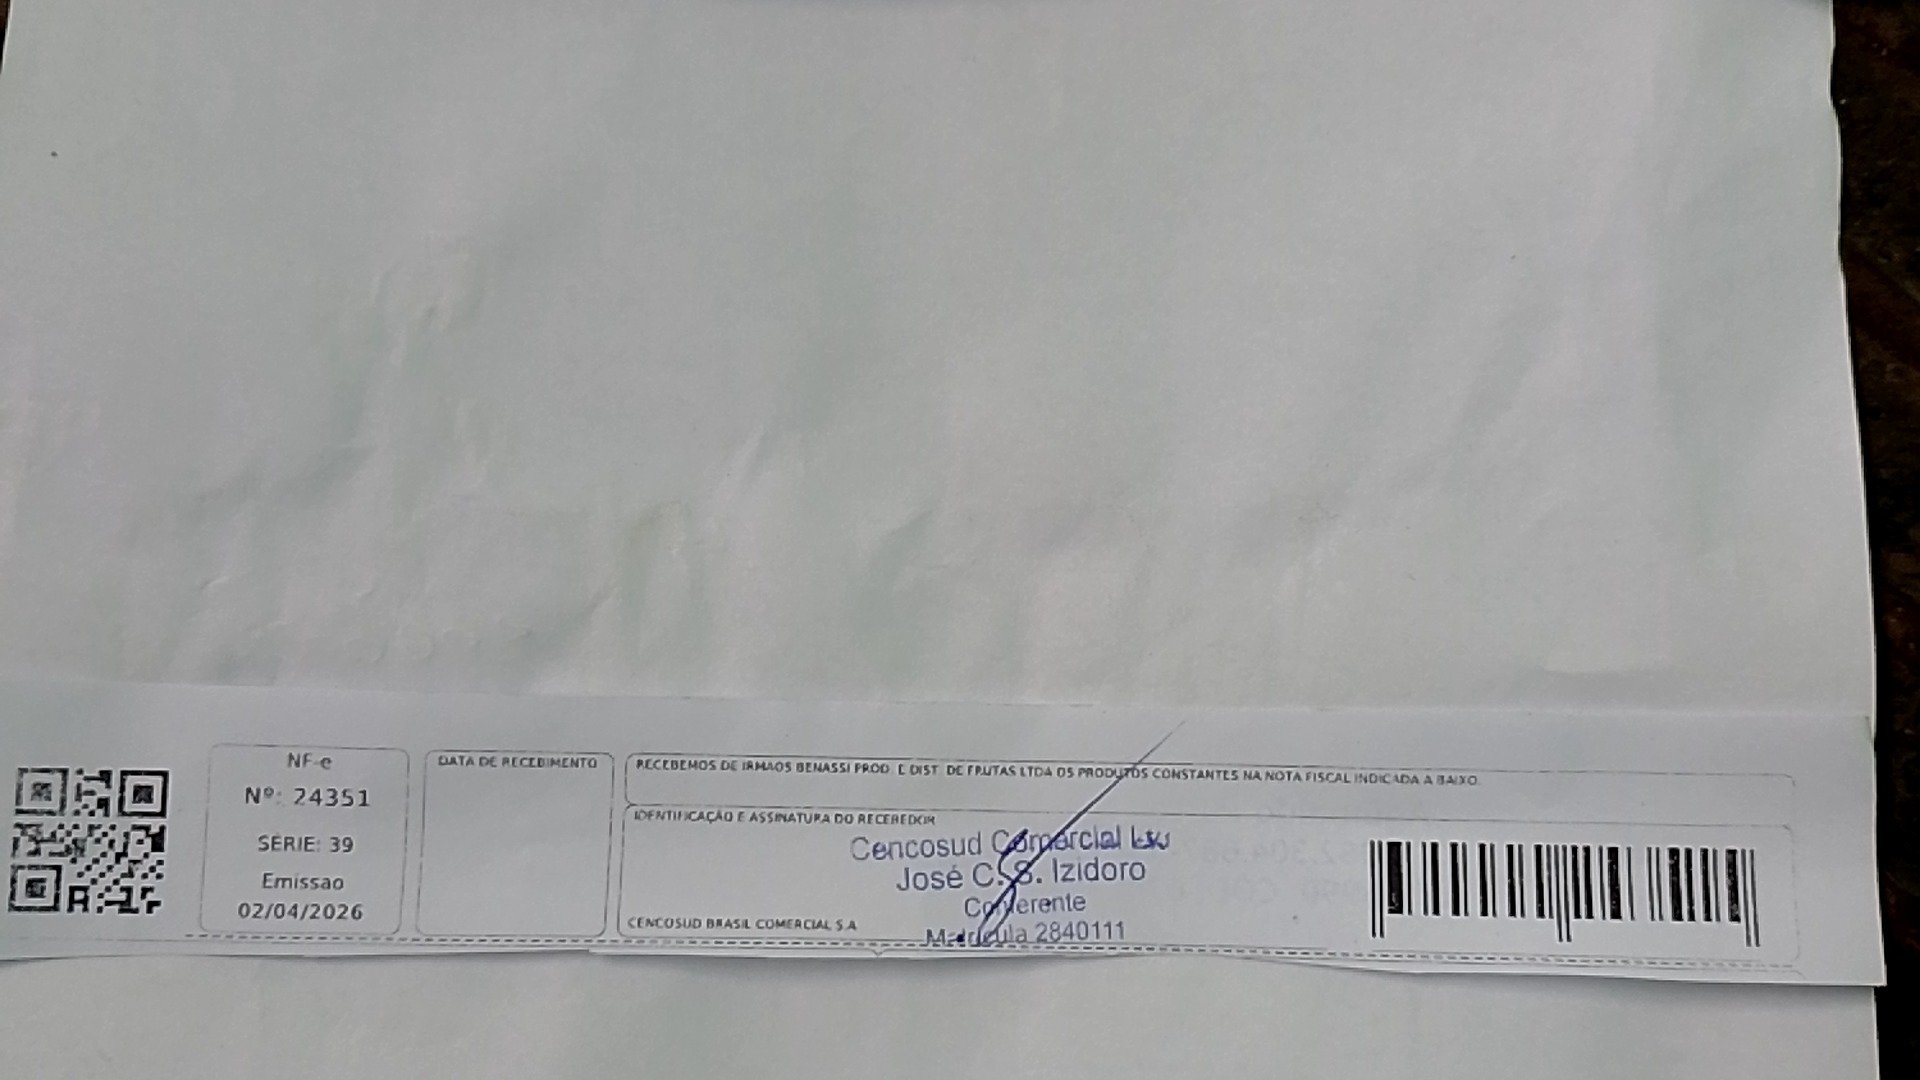 NF-e
Nº: 24351
SÉRIE: 39
Emissao
02/04/2026
DATA DE RECEBIMENTO
RECEBEMOS DE IRMAOS BENASSI PROD E DIST DE FRUTAS LTDA OS PRODUTOS CONSTANTES NA NOTA FISCAL INDICADA A BAIXO.
IDENTIFICAÇÃO E ASSINATURA DO RECEBEDOR
Cencosud Comercial
José C. S. Izidoro
Conferente
Matrícula 2840111
CENCOSUD BRASIL COMERCIAL S.A